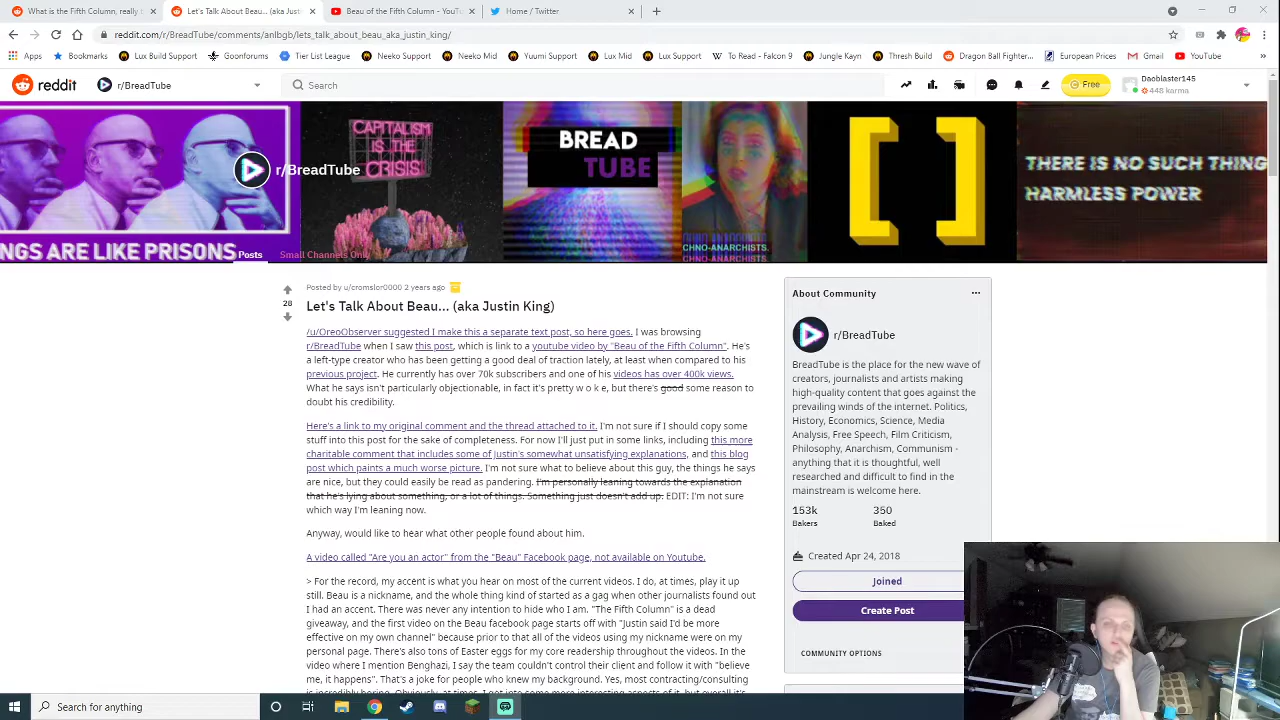 What is the Fifth Column, really t
Let's Talk About Beau... (aka Just
Beau of the Fifth Column - YouTu
Home / Twitter
reddit.com/r/BreadTube/comments/anlbgb/lets_talk_about_beau_aka_justin_king/
Apps
Bookmarks
Lux Build Support
Goonforums
Tier List League
Neeko Support
Neeko Mid
Yuumi Support
Lux Mid
Lux Support
To Read - Falcon 9
Jungle Kayn
Thresh Build
Dragon Ball Fighter...
European Prices
Gmail
YouTube
reddit
r/BreadTube
Search
Free
Daoblaster145
448 karma
CAPITALISM
IS THE
CRISIS!
BREAD
TUBE
[ ]
THERE IS NO SUCH THING
HARMLESS POWER
r/BreadTube
NGS ARE LIKE PRISONS
CHNO-ANARCHISTS.
CHNO-ANARCHISTS.
Posts
Small Channels Only
Posted by u/cromslor0000 2 years ago
28
Let's Talk About Beau... (aka Justin King)
/u/OreoObserver suggested I make this a separate text post, so here goes. I was browsing
r/BreadTube when I saw this post, which is link to a youtube video by "Beau of the Fifth Column". He's
a left-type creator who has been getting a good deal of traction lately, at least when compared to his
previous project. He currently has over 70k subscribers and one of his videos has over 400k views.
What he says isn't particularly objectionable, in fact it's pretty w o k e, but there's good some reason to
doubt his credibility.
Here's a link to my original comment and the thread attached to it. I'm not sure if I should copy some
stuff into this post for the sake of completeness. For now I'll just put in some links, including this more
charitable comment that includes some of Justin's somewhat unsatisfying explanations, and this blog
post which paints a much worse picture. I'm not sure what to believe about this guy, the things he says
are nice, but they could easily be read as pandering. I'm personally leaning towards the explanation
that he's lying about something, or a lot of things. Something just doesn't add up. EDIT: I'm not sure
which way I'm leaning now.
Anyway, would like to hear what other people found about him.
A video called "Are you an actor" from the "Beau" Facebook page, not available on Youtube.
> For the record, my accent is what you hear on most of the current videos. I do, at times, play it up
still. Beau is a nickname, and the whole thing kind of started as a gag when other journalists found out
I had an accent. There was never any intention to hide who I am. "The Fifth Column" is a dead
giveaway, and the first video on the Beau facebook page starts off with "Justin said I'd be more
effective on my own channel" because prior to that all of the videos using my nickname were on my
personal page. There's also tons of Easter eggs for my core readership throughout the videos. In the
video where I mention Benghazi, I say the team couldn't control their client and follow it with "believe
me, it happens". That's a joke for people who knew my background. Yes, most contracting/consulting
About Community
r/BreadTube
BreadTube is the place for the new wave of
creators, journalists and artists making
high-quality content that goes against the
prevailing winds of the internet. Politics,
History, Economics, Science, Media
Analysis, Free Speech, Film Criticism,
Philosophy, Anarchism, Communism -
anything that it is thoughtful, well
researched and difficult to find in the
mainstream is welcome here.
153k 350
Bakers Baked
Created Apr 24, 2018
Joined
Create Post
COMMUNITY OPTIONS
Search for anything